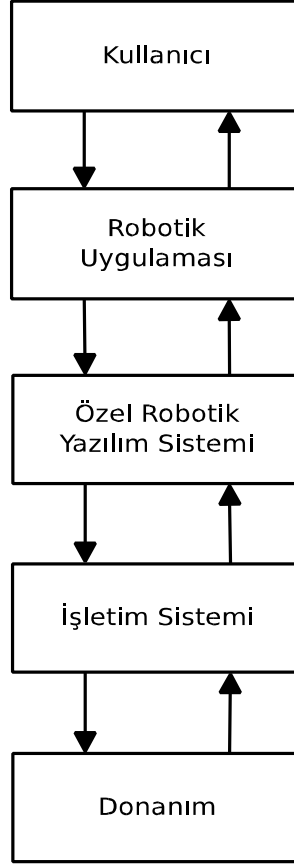 Kullanıcı
Robotik
Uygulaması
Özel Robotik
Yazılım Sistemi
İşletim Sistemi
Donanım